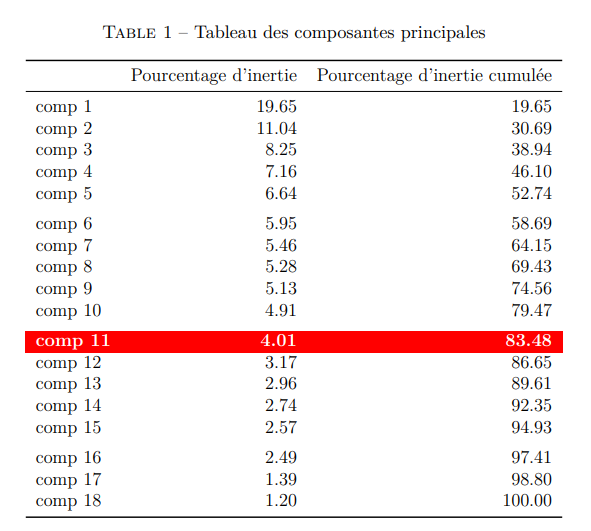 TABLE 1 – Tableau des composantes principales
Pourcentage d'inertie Pourcentage d'inertie cumulée
comp 1 19.65 19.65
comp 2 11.04 30.69
comp 3 8.25 38.94
comp 4 7.16 46.10
comp 5 6.64 52.74
comp 6 5.95 58.69
comp 7 5.46 64.15
comp 8 5.28 69.43
comp 9 5.13 74.56
comp 10 4.91 79.47
comp 11 4.01 83.48
comp 12 3.17 86.65
comp 13 2.96 89.61
comp 14 2.74 92.35
comp 15 2.57 94.93
comp 16 2.49 97.41
comp 17 1.39 98.80
comp 18 1.20 100.00